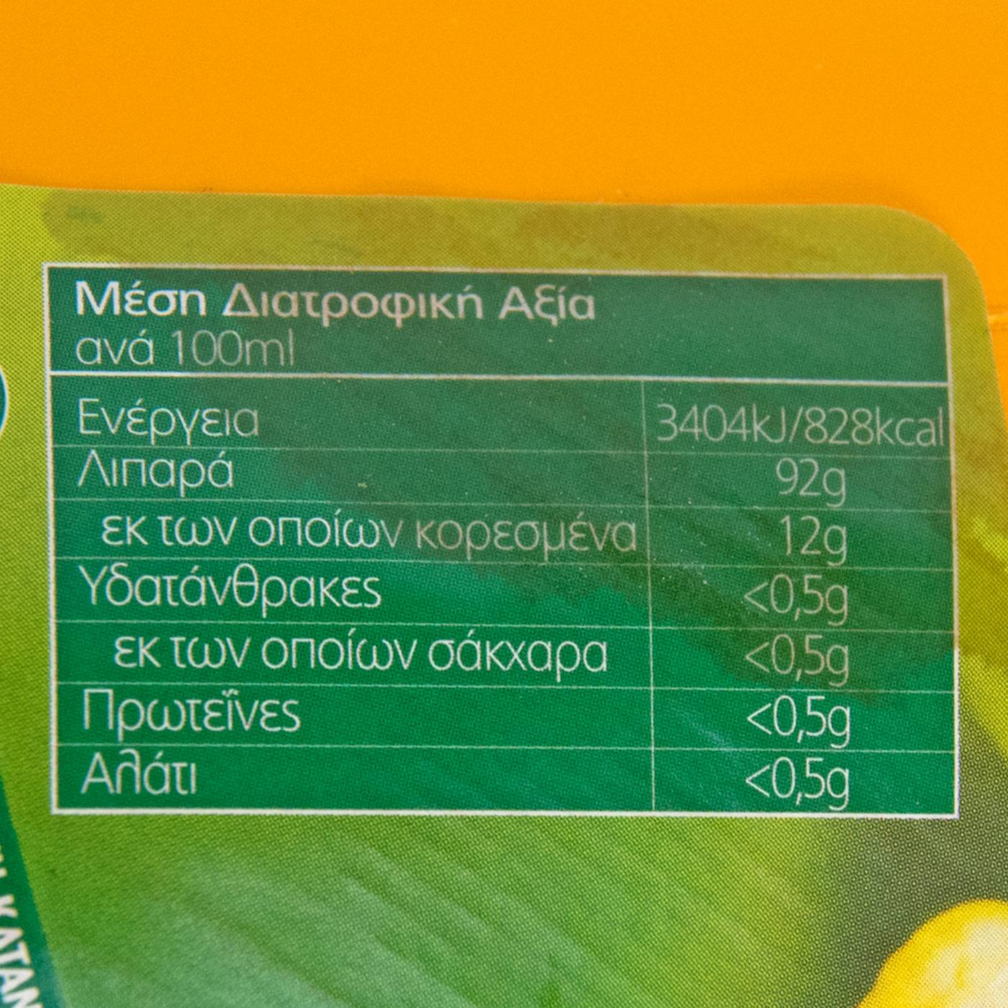 Μέση Διατροφική Αξία
ανά 100ml
Ενέργεια 3404kJ/828kcal
Λιπαρά 92g
εκ των οποίων κορεσμένα 12g
Υδατάνθρακες <0,5g
εκ των οποίων σάκχαρα <0,5g
Πρωτεΐνες <0,5g
Αλάτι <0,5g